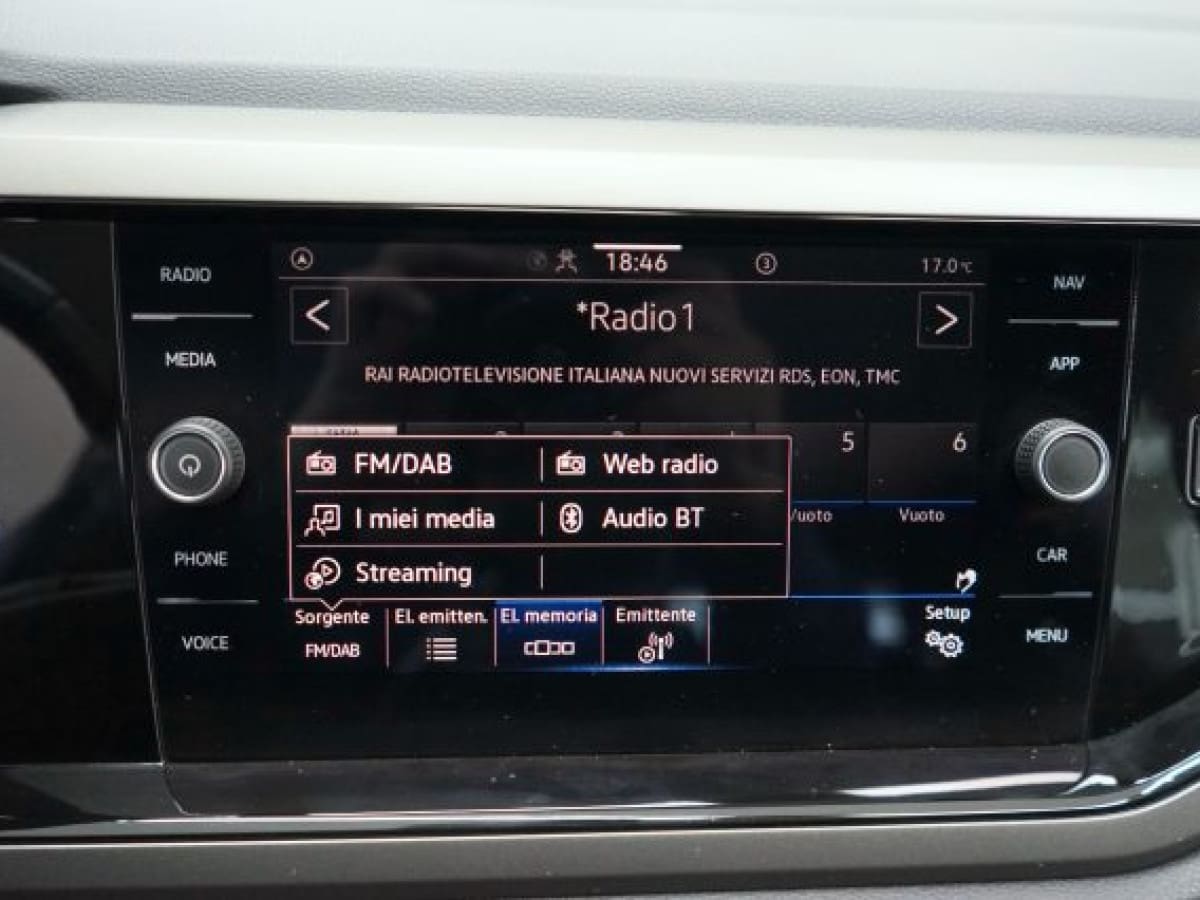 RADIO
MEDIA
PHONE
VOICE
18:46
3
17.0°C
<
*Radio1
>
RAI RADIOTELEVISIONE ITALIANA NUOVI SERVIZI RDS, EON, TMC
5
6
FM/DAB
Web radio
I miei media
Audio BT
Streaming
Vuoto
Sorgente
El. emitten.
El. memoria
Emittente
Setup
FM/DAB
NAV
APP
CAR
MENU